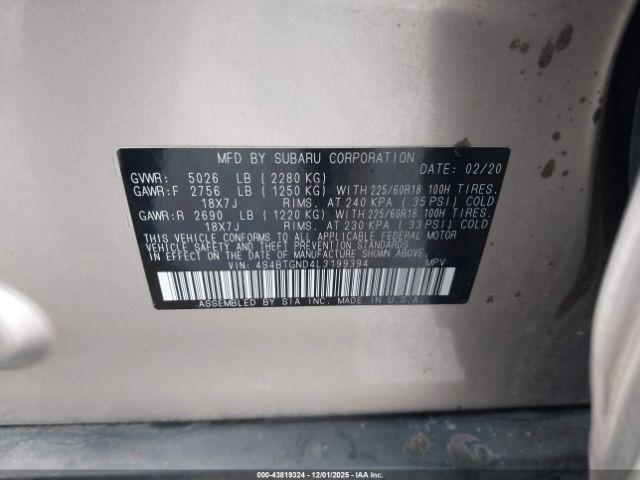 MFD BY SUBARU CORPORATION
DATE: 02/20
GVWR: 5026 LB (2280 KG)
GAWR:F 2756 LB (1250 KG) WITH 225/60R18 100H TIRES.
18X7J RIMS, AT 240 KPA (35 PSI) COLD
GAWR:R 2690 LB (1220 KG) WITH 225/60R18 100H TIRES.
18X7J RIMS, AT 230 KPA (33 PSI) COLD
THIS VEHICLE CONFORMS TO ALL APPLICABLE FEDERAL MOTOR
VEHICLE SAFETY AND THEFT PREVENTION STANDARDS IN
EFFECT ON THE DATE OF MANUFACTURE SHOWN ABOVE.
VIN: 4S4BTGND4L3199394 MPV
ASSEMBLED BY SIA INC. MADE IN U.S.A.
00-43819324 | 12/01/2025 | IAA Inc.